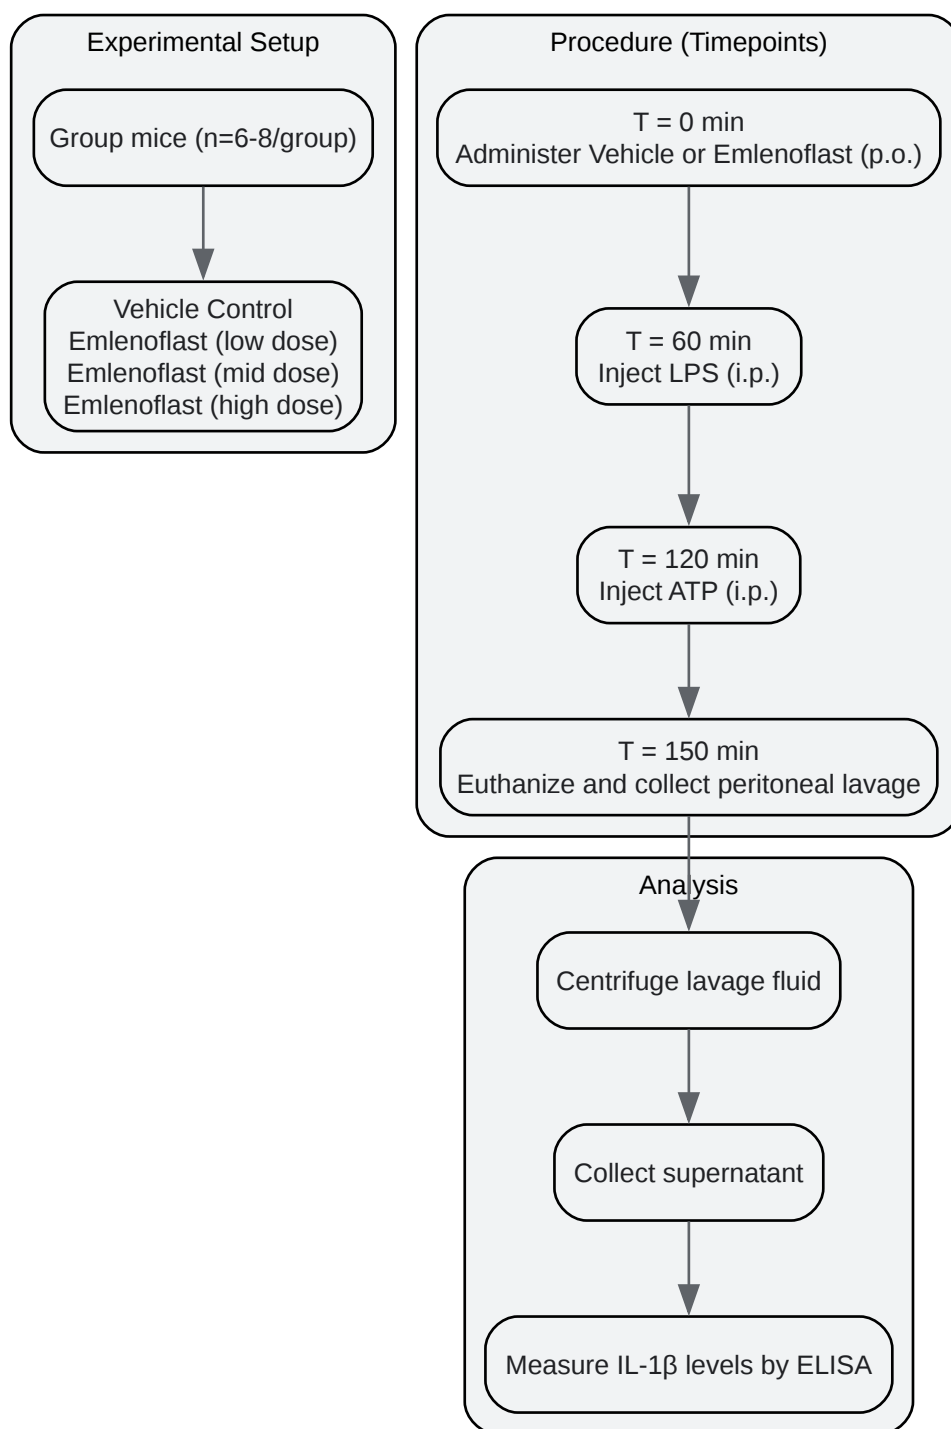 Experimental Setup
Group mice (n=6-8/group)
Vehicle Control
Emlenoflast (low dose)
Emlenoflast (mid dose)
Emlenoflast (high dose)
Procedure (Timepoints)
T = 0 min
Administer Vehicle or Emlenoflast (p.o.)
T = 60 min
Inject LPS (i.p.)
T = 120 min
Inject ATP (i.p.)
T = 150 min
Euthanize and collect peritoneal lavage
Analysis
Centrifuge lavage fluid
Collect supernatant
Measure IL-1β levels by ELISA